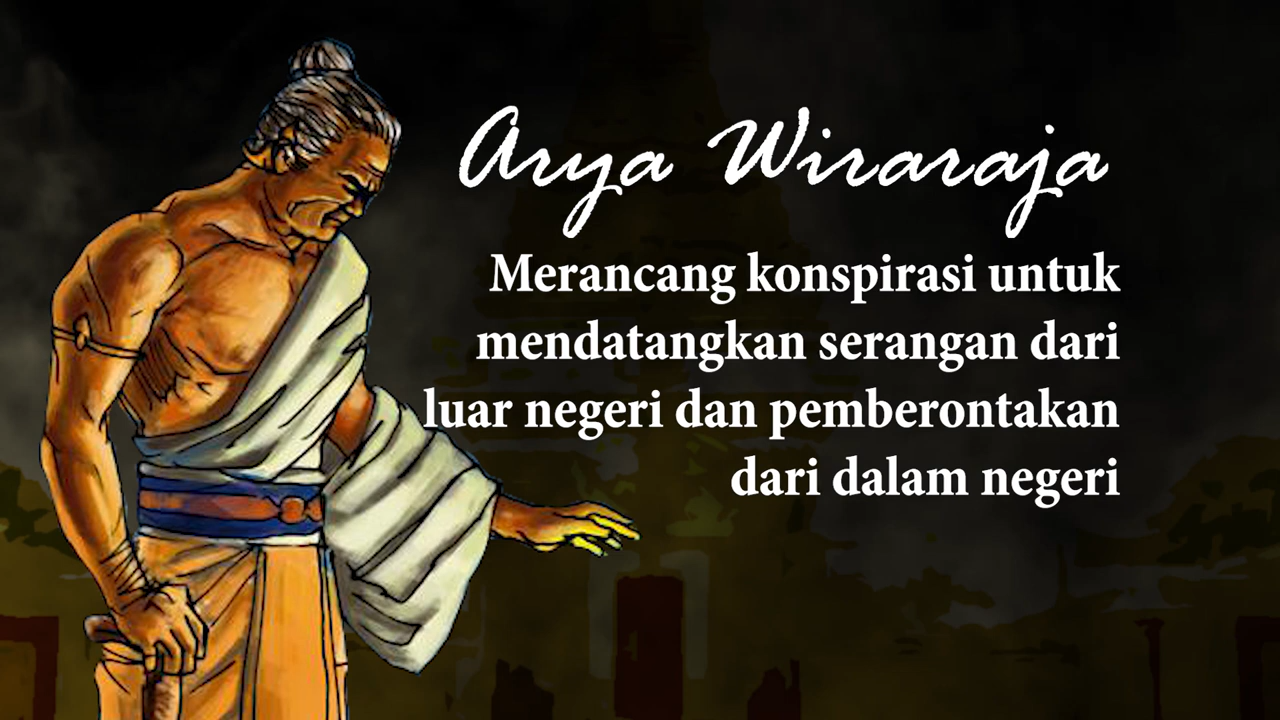 Arya Wiraraja
Merancang konspirasi untuk
mendatangkan serangan dari
luar negeri dan pemberontakan
dari dalam negeri